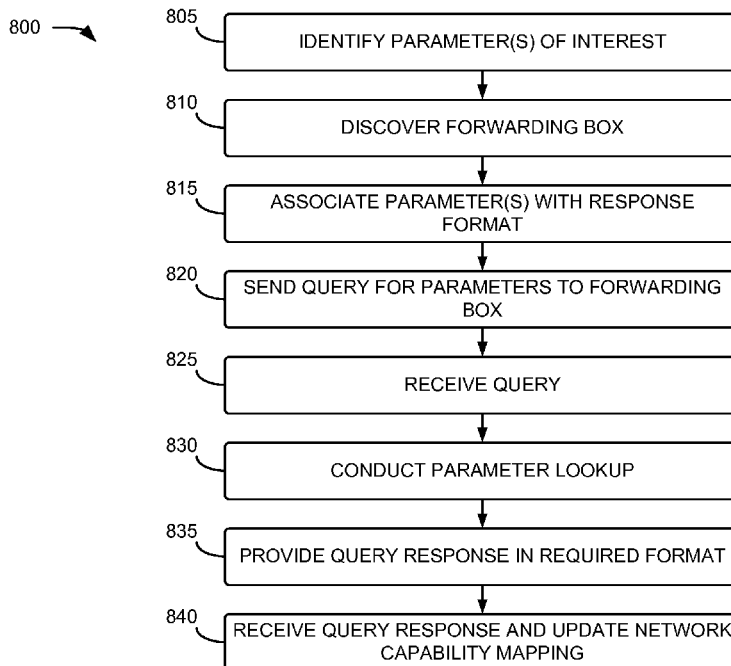 800
805
IDENTIFY PARAMETER(S) OF INTEREST
810
DISCOVER FORWARDING BOX
815
ASSOCIATE PARAMETER(S) WITH RESPONSE
FORMAT
820
SEND QUERY FOR PARAMETERS TO FORWARDING
BOX
825
RECEIVE QUERY
830
CONDUCT PARAMETER LOOKUP
835
PROVIDE QUERY RESPONSE IN REQUIRED FORMAT
840
RECEIVE QUERY RESPONSE AND UPDATE NETWORK
CAPABILITY MAPPING